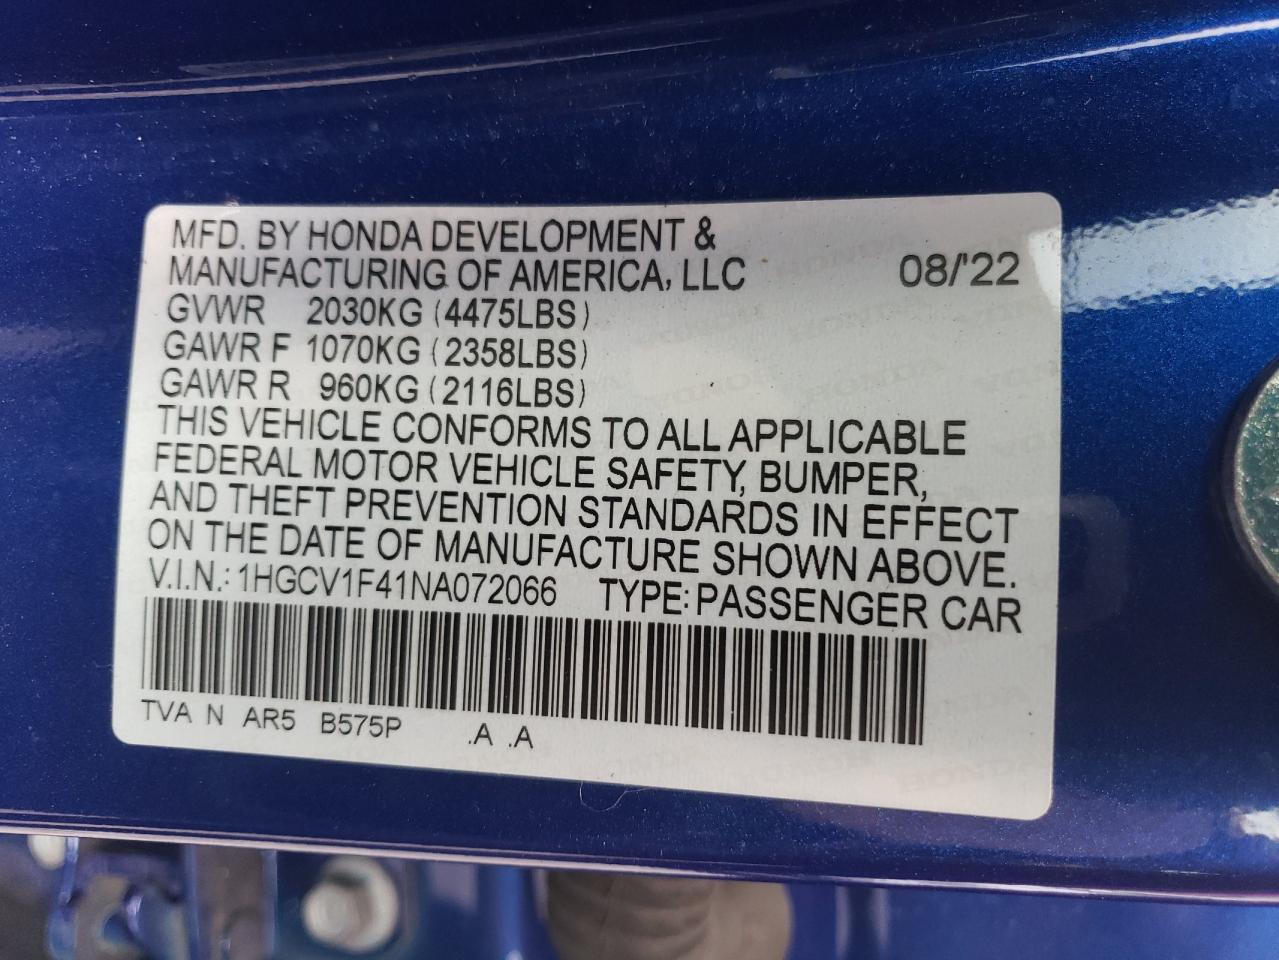 MFD. BY HONDA DEVELOPMENT &
MANUFACTURING OF AMERICA, LLC 08/'22
GVWR 2030KG (4475LBS)
GAWR F 1070KG (2358LBS)
GAWR R 960KG (2116LBS)
THIS VEHICLE CONFORMS TO ALL APPLICABLE
FEDERAL MOTOR VEHICLE SAFETY, BUMPER,
AND THEFT PREVENTION STANDARDS IN EFFECT
ON THE DATE OF MANUFACTURE SHOWN ABOVE.
V.I.N.: 1HGCV1F41NA072066 TYPE: PASSENGER CAR
TVA N AR5 B575P .A .A